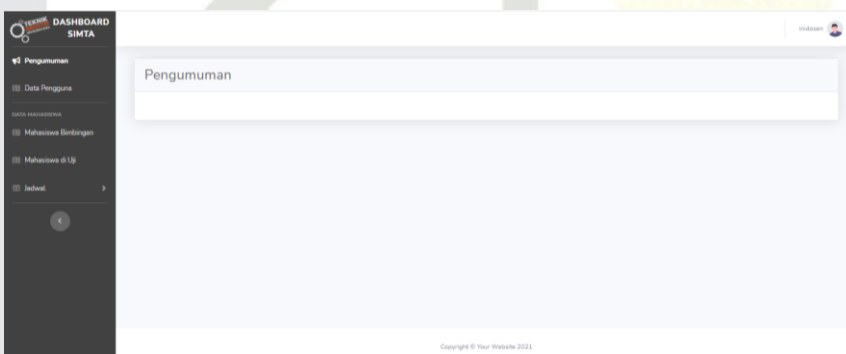 TEKNIK
DASHBOARD
SIMTA
Pengumuman
Data Pengguna
DATA MAHASISWA
Mahasiswa Bimbingan
Mahasiswa di Uji
Jadwal
Pengumuman
Copyright © Your Website 2021